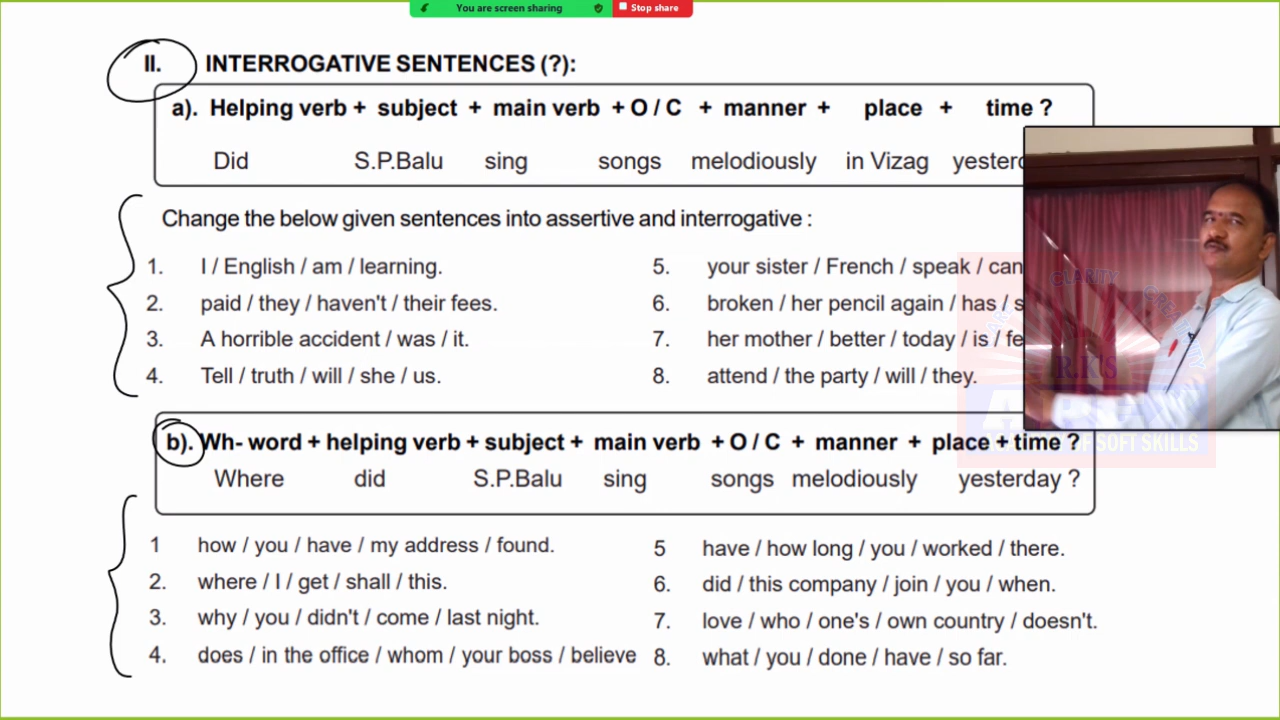 You are screen sharing
Stop share
II. INTERROGATIVE SENTENCES (?):
a). Helping verb + subject + main verb + O / C + manner + place + time ?
Did S.P.Balu sing songs melodiously in Vizag
Change the below given sentences into assertive and interrogative :
1. I / English / am / learning.
2. paid / they / haven't / their fees.
3. A horrible accident / was / it.
4. Tell / truth / will / she / us.
5. your sister / French / speak / can
6. broken / her pencil again / has /
7. her mother / better / today / is /
8. attend / the party / will / they.
CLARITY
R.K'S
OF SOFT SKILLS
b). Wh- word + helping verb + subject + main verb + O / C + manner + place + time ?
Where did S.P.Balu sing songs melodiously yesterday ?
1 how / you / have / my address / found.
2. where / I / get / shall / this.
3. why / you / didn't / come / last night.
4. does / in the office / whom / your boss / believe
5 have / how long / you / worked / there.
6. did / this company / join / you / when.
7. love / who / one's / own country / doesn't.
8. what / you / done / have / so far.